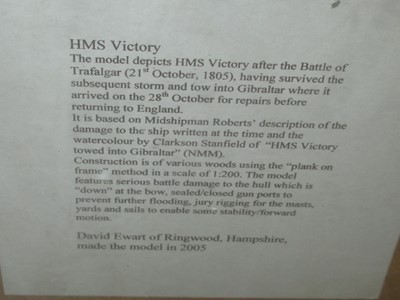 HMS Victory
The model depicts HMS Victory after the Battle of
Trafalgar (21st October, 1805), having survived the
subsequent storm and tow into Gibraltar where it
arrived on the 28th October for repairs before
returning to England.
It is based on Midshipman Roberts' description of the
damage to the ship written at the time and the
watercolour by Clarkson Stanfield of "HMS Victory
towed into Gibraltar" (NMM).
Construction is of various woods using the "plank on
frame" method in a scale of 1:200. The model
features serious battle damage to the hull which is
"down" at the bow, sealed/closed gun ports to
prevent further flooding, jury rigging for the masts,
yards and sails to enable some stability/forward
motion.
David Ewart of Ringwood, Hampshire,
made the model in 2005